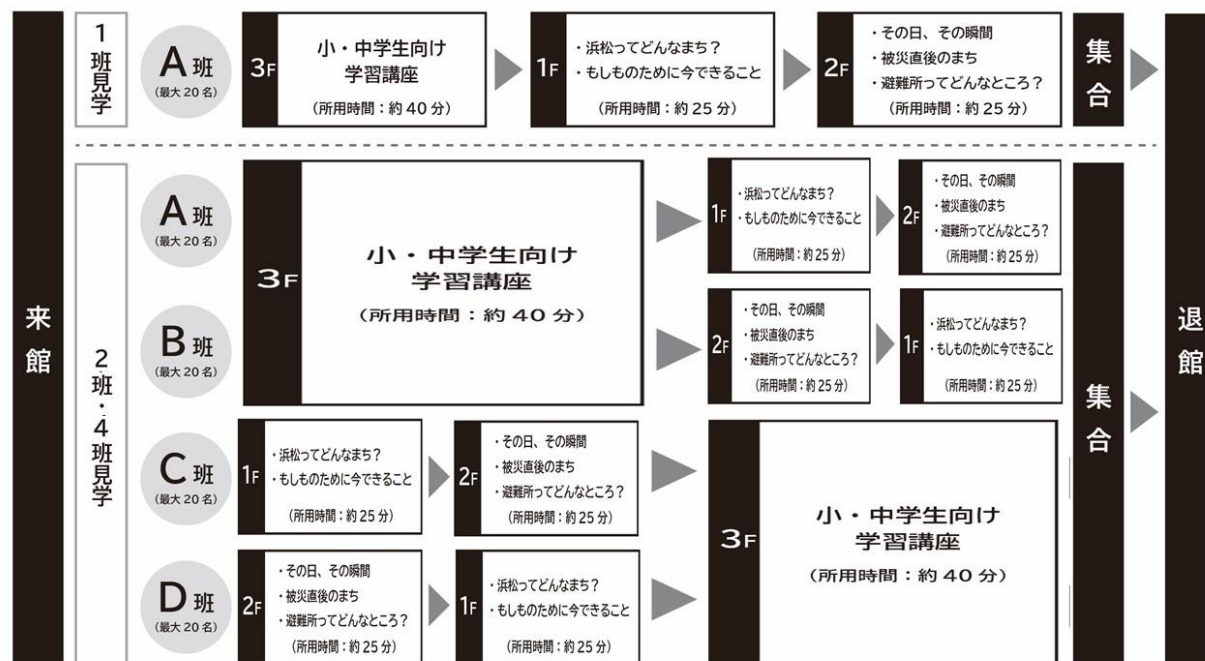 来館
1班見学
A班
(最大20名)
3F
小・中学生向け
学習講座
(所用時間：約40分)
1F
・浜松ってどんなまち？
・もしものために今できること
(所用時間：約25分)
2F
・その日、その瞬間
・被災直後のまち
・避難所ってどんなところ？
(所用時間：約25分)
集合
2班・4班見学
A班
(最大20名)
B班
(最大20名)
3F
小・中学生向け
学習講座
(所用時間：約40分)
1F
・浜松ってどんなまち？
・もしものために今できること
(所用時間：約25分)
2F
・その日、その瞬間
・被災直後のまち
・避難所ってどんなところ？
(所用時間：約25分)
2F
・その日、その瞬間
・被災直後のまち
・避難所ってどんなところ？
(所用時間：約25分)
1F
・浜松ってどんなまち？
・もしものために今できること
(所用時間：約25分)
C班
(最大20名)
1F
・浜松ってどんなまち？
・もしものために今できること
(所用時間：約25分)
2F
・その日、その瞬間
・被災直後のまち
・避難所ってどんなところ？
(所用時間：約25分)
D班
(最大20名)
2F
・その日、その瞬間
・被災直後のまち
・避難所ってどんなところ？
(所用時間：約25分)
1F
・浜松ってどんなまち？
・もしものために今できること
(所用時間：約25分)
3F
小・中学生向け
学習講座
(所用時間：約40分)
集合
退館